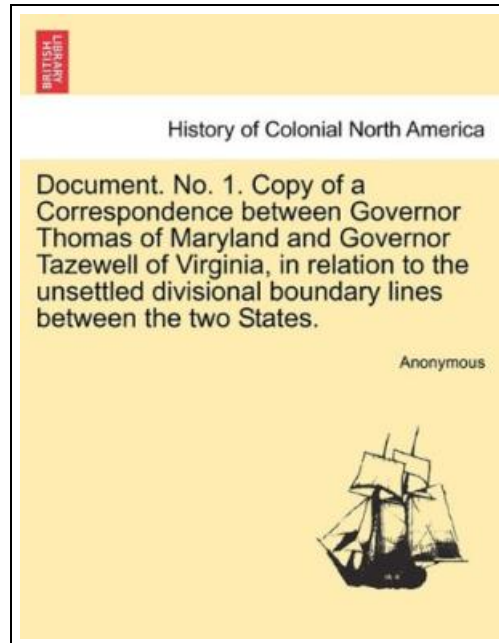 BRITISH
LIBRARY
History of Colonial North America
Document. No. 1. Copy of a
Correspondence between Governor
Thomas of Maryland and Governor
Tazewell of Virginia, in relation to the
unsettled divisional boundary lines
between the two States.
Anonymous